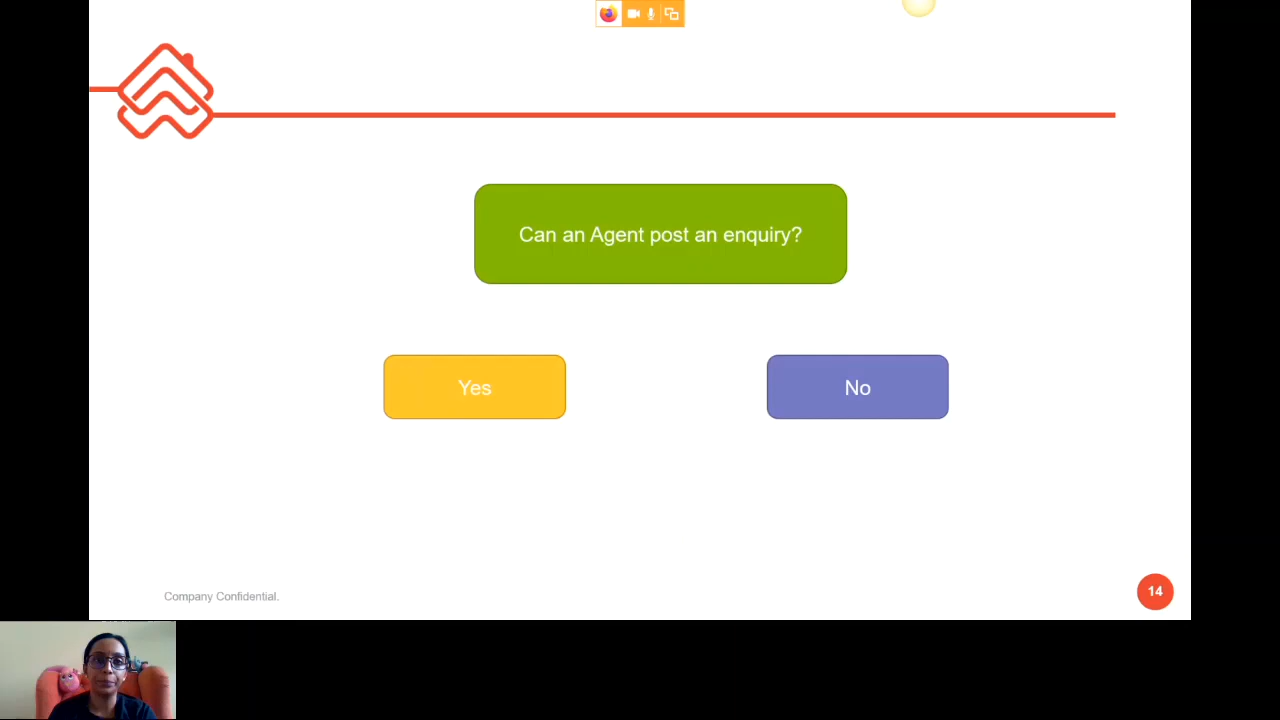 Can an Agent post an enquiry?
Yes
No
Company Confidential.
14